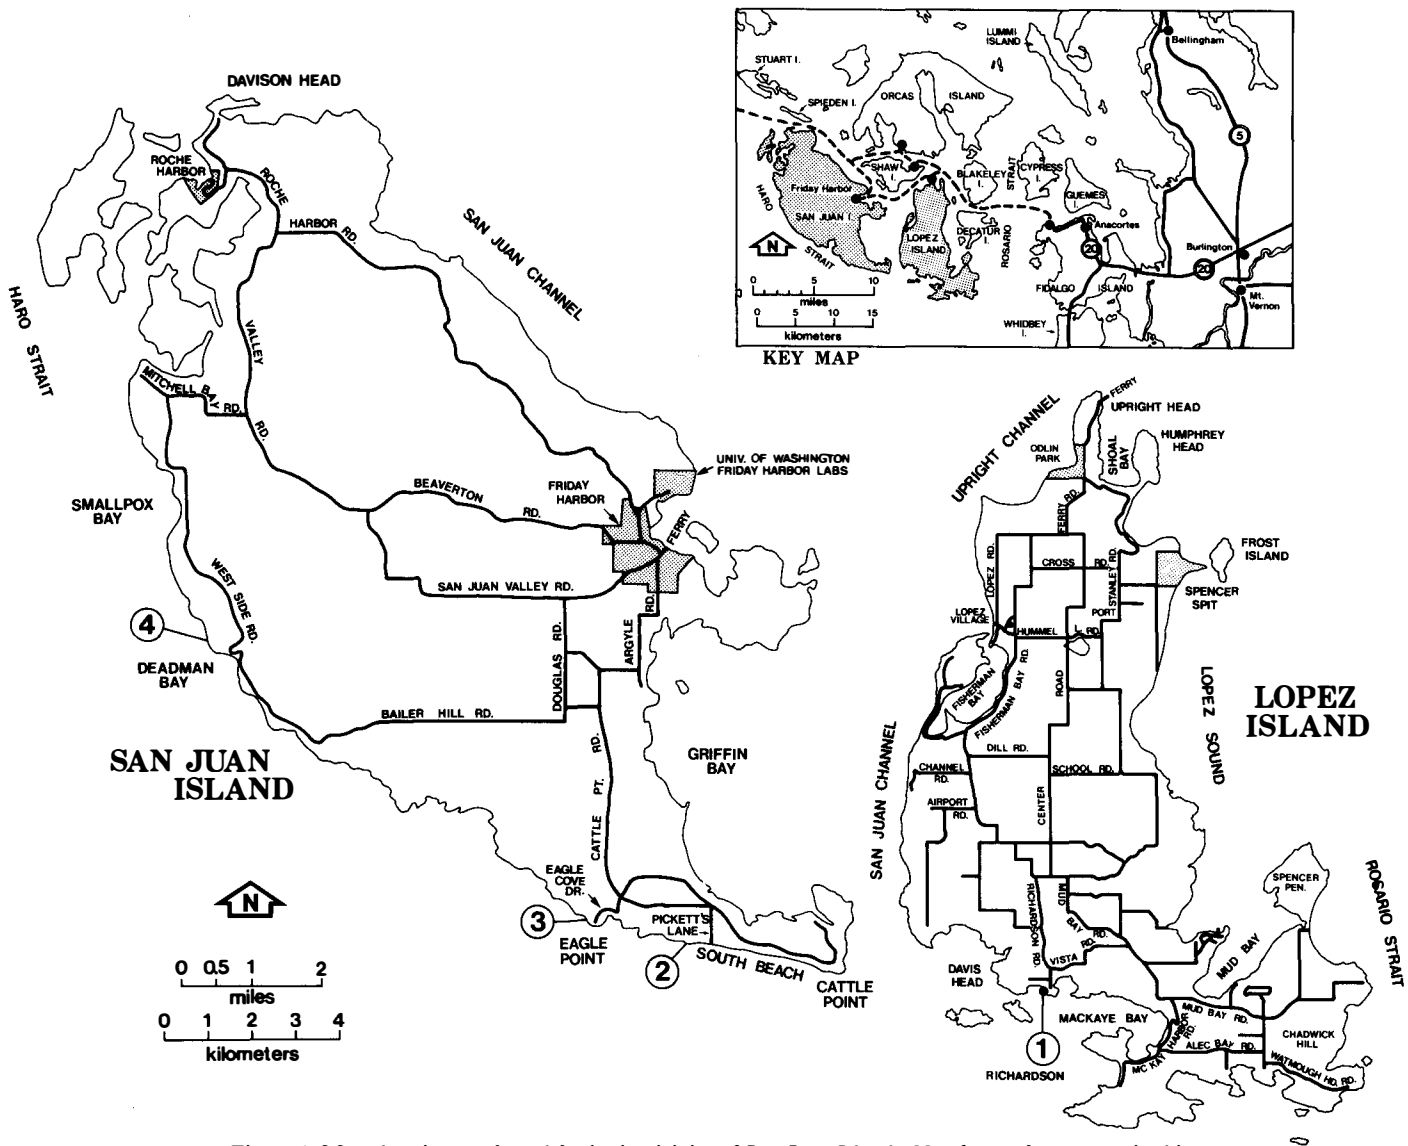 DAVISON HEAD
ROCHE
HARBOR
ROCHE
HARBOR RD.
SAN JUAN CHANNEL
HARO STRAIT
VALLEY
RD.
MITCHELL BAY
RD.
UNIV. OF WASHINGTON
FRIDAY HARBOR LABS
FRIDAY
HARBOR
BEAVERTON
RD.
FERRY
SMALLPOX
BAY
WEST SIDE RD.
SAN JUAN VALLEY RD.
ARGYLE
RD.
DOUGLAS RD.
4
DEADMAN
BAY
BAILER HILL RD.
SAN JUAN
ISLAND
GRIFFIN
BAY
CATTLE PT. RD.
EAGLE
COVE
DR.
3
EAGLE
POINT
PICKETT'S
LANE
2
SOUTH BEACH
CATTLE
POINT
N
0 0.5 1 2
miles
0 1 2 3 4
kilometers
STUART I.
SPIEDEN I.
ORCAS ISLAND
LUMMI
ISLAND
Bellingham
5
SHAW
I.
BLAKELEY
I.
STRAIT
CYPRESS
I.
GUEMES
I.
Friday Harbor
SAN JUAN I.
HARO
STRAIT
LOPEZ
ISLAND
DECATUR
I.
ROSARIO
Anacortes
20
Burlington
20
FIDALGO ISLAND
Mt.
Vernon
WHIDBEY
I.
N
0 5 10
miles
0 5 10 15
kilometers
KEY MAP
FERRY
UPRIGHT HEAD
UPRIGHT CHANNEL
ODLIN
PARK
SHOAL
BAY
HUMPHREY
HEAD
FERRY RD.
LOPEZ RD.
CROSS RD.
PORT
STANLEY RD.
FROST
ISLAND
SPENCER
SPIT
LOPEZ
VILLAGE
HUMMEL L. RD.
FISHERMAN
BAY
FISHERMAN BAY RD.
ROAD
LOPEZ SOUND
LOPEZ
ISLAND
DILL RD.
CHANNEL
RD.
SCHOOL RD.
AIRPORT
RD.
CENTER
SAN JUAN CHANNEL
RICHARDSON RD.
MUD
BAY RD.
VISTA RD.
DAVIS
HEAD
MACKAYE BAY
1
RICHARDSON
SPENCER
PEN.
MUD BAY
ROSARIO STRAIT
MUD BAY RD.
MC KAY HARBOR
RD.
ALEC BAY RD.
CHADWICK
HILL
WATMOUGH HD. RD.